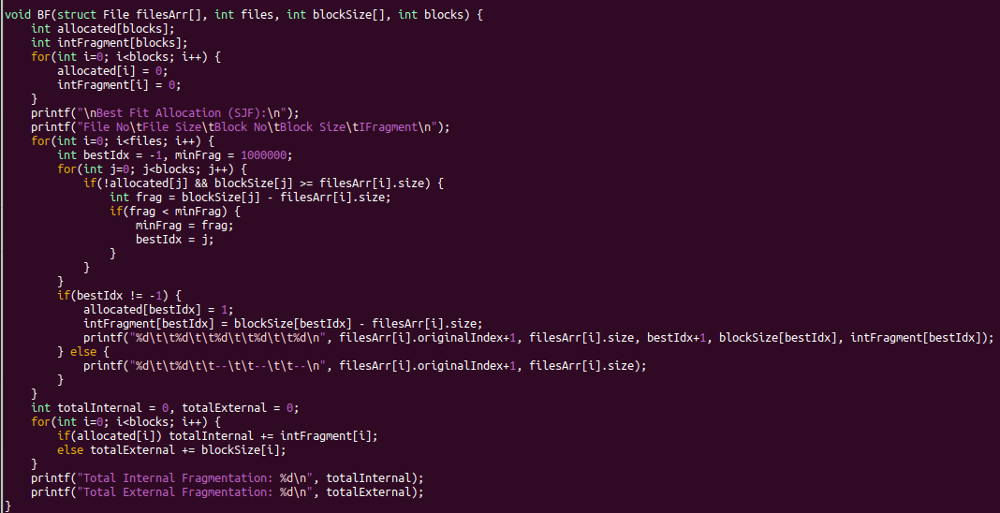 void BF(struct File filesArr[], int files, int blockSize[], int blocks) {
    int allocated[blocks];
    int intFragment[blocks];
    for(int i=0; i<blocks; i++) {
        allocated[i] = 0;
        intFragment[i] = 0;
    }
    printf("\nBest Fit Allocation (SJF):\n");
    printf("File No\tFile Size\tBlock No\tBlock Size\tIFragment\n");
    for(int i=0; i<files; i++) {
        int bestIdx = -1, minFrag = 1000000;
        for(int j=0; j<blocks; j++) {
            if(!allocated[j] && blockSize[j] >= filesArr[i].size) {
                int frag = blockSize[j] - filesArr[i].size;
                if(frag < minFrag) {
                    minFrag = frag;
                    bestIdx = j;
                }
            }
        }
        if(bestIdx != -1) {
            allocated[bestIdx] = 1;
            intFragment[bestIdx] = blockSize[bestIdx] - filesArr[i].size;
            printf("%d\t\t%d\t\t%d\t\t%d\t\t%d\n", filesArr[i].originalIndex+1, filesArr[i].size, bestIdx+1, blockSize[bestIdx], intFragment[bestIdx]);
        } else {
            printf("%d\t\t%d\t\t--\t\t--\t\t--\n", filesArr[i].originalIndex+1, filesArr[i].size);
        }
    }
    int totalInternal = 0, totalExternal = 0;
    for(int i=0; i<blocks; i++) {
        if(allocated[i]) totalInternal += intFragment[i];
        else totalExternal += blockSize[i];
    }
    printf("Total Internal Fragmentation: %d\n", totalInternal);
    printf("Total External Fragmentation: %d\n", totalExternal);
}